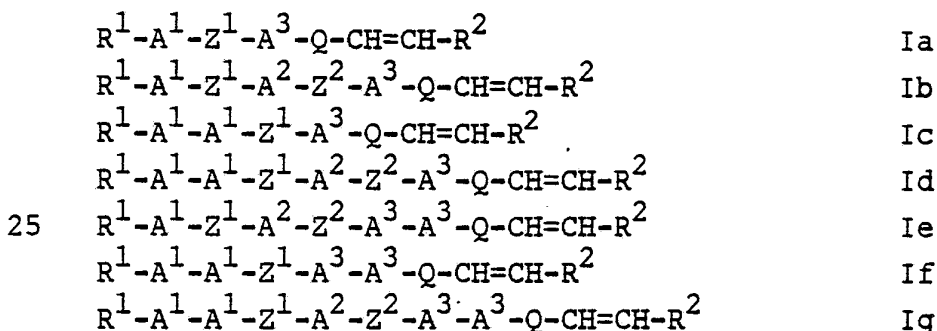 R¹-A¹-Z¹-A³-Q-CH=CH-R² Ia
R¹-A¹-Z¹-A²-Z²-A³-Q-CH=CH-R² Ib
R¹-A¹-A¹-Z¹-A³-Q-CH=CH-R² Ic
R¹-A¹-A¹-Z¹-A²-Z²-A³-Q-CH=CH-R² Id
25 R¹-A¹-Z¹-A²-Z²-A³-A³-Q-CH=CH-R² Ie
R¹-A¹-A¹-Z¹-A³-A³-Q-CH=CH-R² If
R¹-A¹-A¹-Z¹-A²-Z²-A³-A³-Q-CH=CH-R² Ig